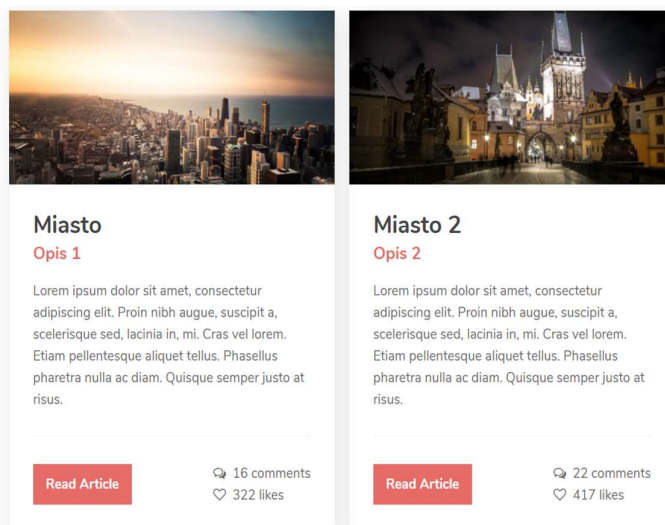 Miasto
Opis 1
Lorem ipsum dolor sit amet, consectetur
adipiscing elit. Proin nibh augue, suscipit a,
scelerisque sed, lacinia in, mi. Cras vel lorem.
Etiam pellentesque aliquet tellus. Phasellus
pharetra nulla ac diam. Quisque semper justo at
risus.
Read Article
16 comments
322 likes
Miasto 2
Opis 2
Lorem ipsum dolor sit amet, consectetur
adipiscing elit. Proin nibh augue, suscipit a,
scelerisque sed, lacinia in, mi. Cras vel lorem.
Etiam pellentesque aliquet tellus. Phasellus
pharetra nulla ac diam. Quisque semper justo at
risus.
Read Article
22 comments
417 likes